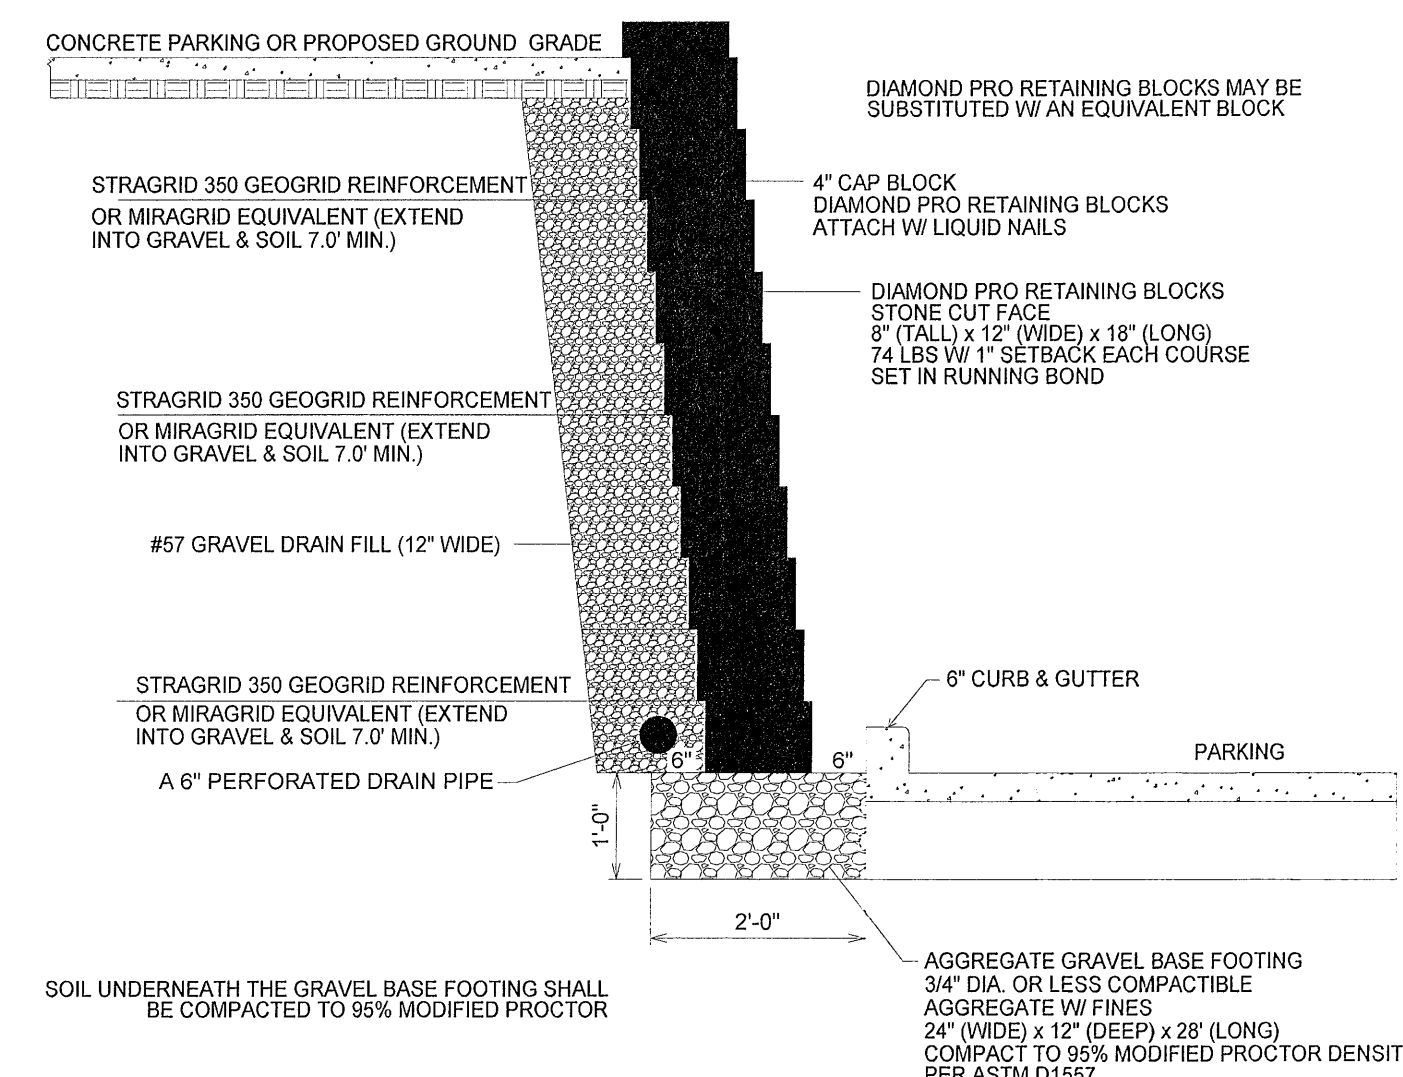 CONCRETE PARKING OR PROPOSED GROUND GRADE
DIAMOND PRO RETAINING BLOCKS MAY BE
SUBSTITUTED W/ AN EQUIVALENT BLOCK
STRAGRID 350 GEOGRID REINFORCEMENT
OR MIRAGRID EQUIVALENT (EXTEND
INTO GRAVEL & SOIL 7.0' MIN.)
4" CAP BLOCK
DIAMOND PRO RETAINING BLOCKS
ATTACH W/ LIQUID NAILS
DIAMOND PRO RETAINING BLOCKS
STONE CUT FACE
8" (TALL) x 12" (WIDE) x 18" (LONG)
74 LBS W/ 1" SETBACK EACH COURSE
SET IN RUNNING BOND
STRAGRID 350 GEOGRID REINFORCEMENT
OR MIRAGRID EQUIVALENT (EXTEND
INTO GRAVEL & SOIL 7.0' MIN.)
#57 GRAVEL DRAIN FILL (12" WIDE)
STRAGRID 350 GEOGRID REINFORCEMENT
OR MIRAGRID EQUIVALENT (EXTEND
INTO GRAVEL & SOIL 7.0' MIN.)
6" CURB & GUTTER
PARKING
6"
6"
A 6" PERFORATED DRAIN PIPE
1'-0"
2'-0"
SOIL UNDERNEATH THE GRAVEL BASE FOOTING SHALL
BE COMPACTED TO 95% MODIFIED PROCTOR
AGGREGATE GRAVEL BASE FOOTING
3/4" DIA. OR LESS COMPACTIBLE
AGGREGATE W/ FINES
24" (WIDE) x 12" (DEEP) x 28' (LONG)
COMPACT TO 95% MODIFIED PROCTOR DENSIT
PER ASTM D1557